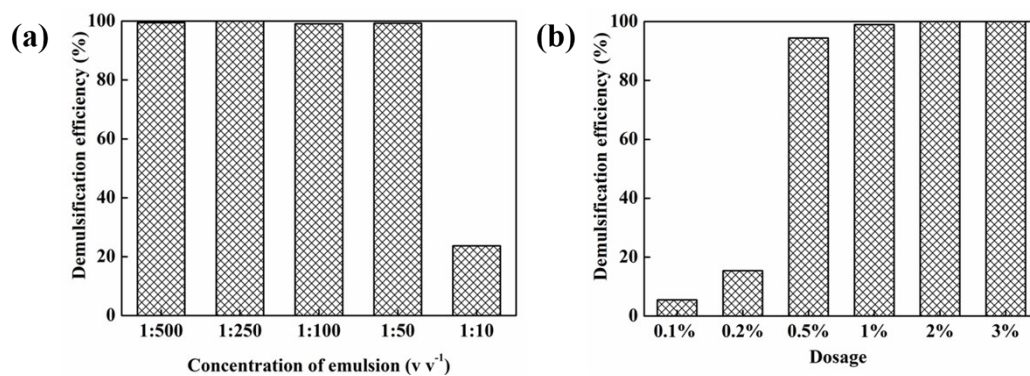 (a)
Demulsification efficiency (%)
100
80
60
40
20
0
1:500 1:250 1:100 1:50 1:10
Concentration of emulsion (v v⁻¹)
(b)
Demulsification efficiency (%)
100
80
60
40
20
0
0.1% 0.2% 0.5% 1% 2% 3%
Dosage